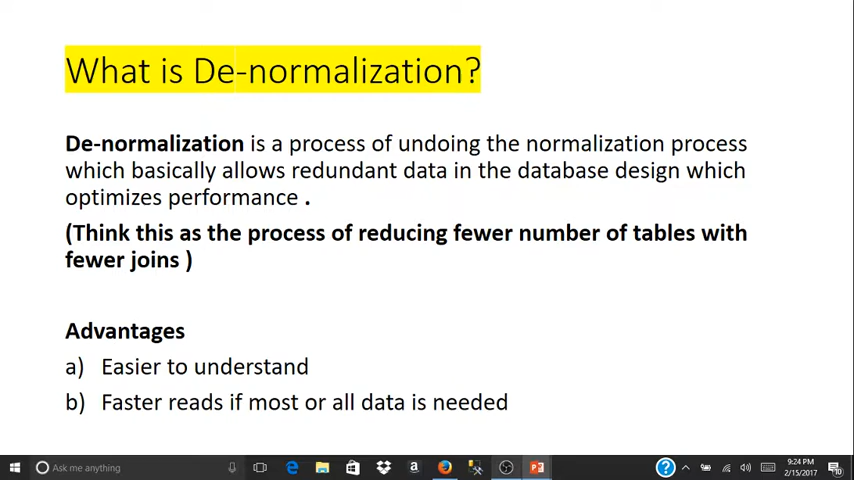 What is De-normalization?
De-normalization is a process of undoing the normalization process
which basically allows redundant data in the database design which
optimizes performance .
(Think this as the process of reducing fewer number of tables with
fewer joins )
Advantages
a) Easier to understand
b) Faster reads if most or all data is needed
Ask me anything
9:24 PM
2/15/2017
10